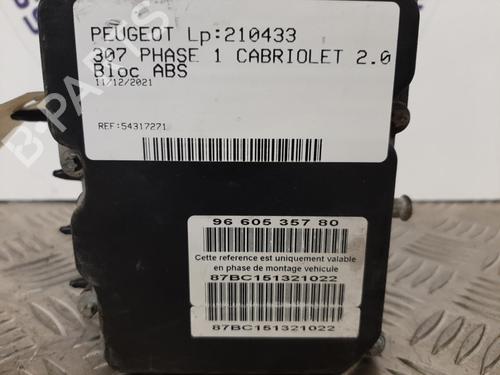 PEUGEOT Lp:210433
307 PHASE 1 CABRIOLET 2.0
Bloc ABS
11/12/2021
REF:54317271
B-PARTS
96 605 357 80
Cette reference est uniquement valable
en phase de montage vehicule
87BC151321022
87BC151321022